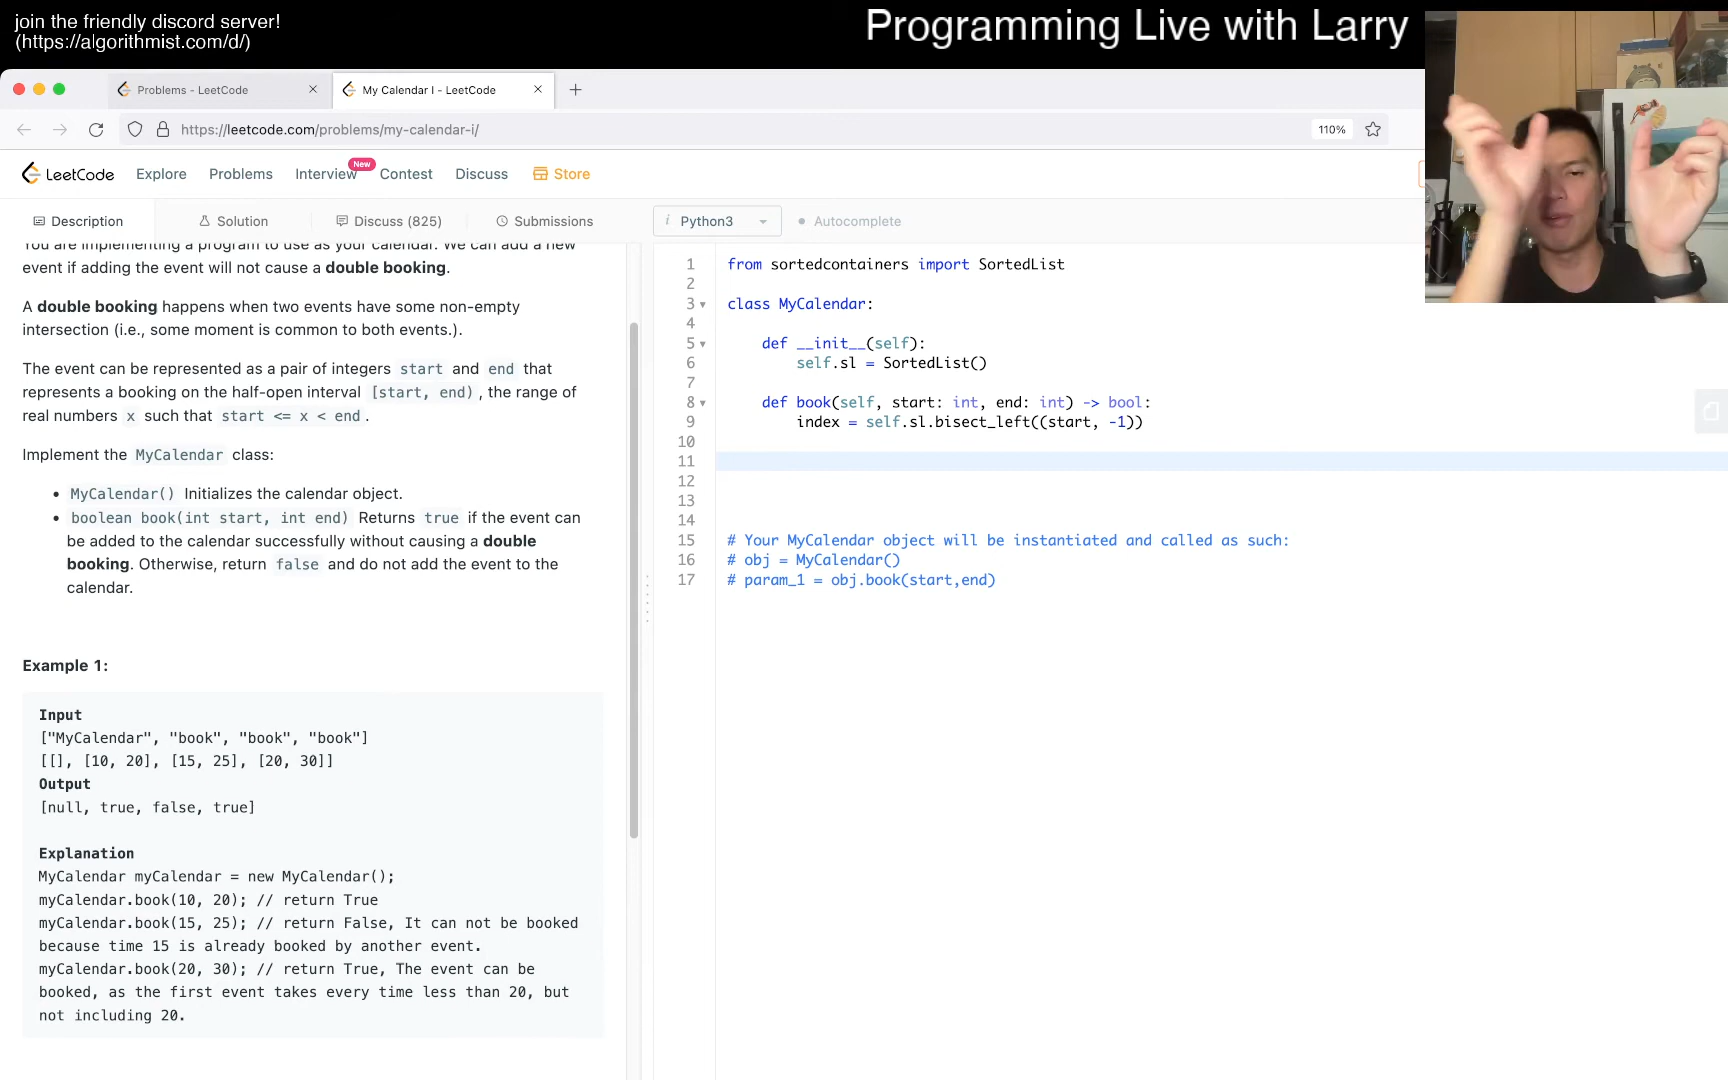 join the friendly discord server!
(https://algorithmist.com/d/)
Programming Live with Larry
Problems - LeetCode
My Calendar I - LeetCode
https://leetcode.com/problems/my-calendar-i/
110%
LeetCode
Explore
Problems
Interview
New
Contest
Discuss
Store
Description
Solution
Discuss (825)
Submissions
i Python3
Autocomplete
You are implementing a program to use as your calendar. We can add a new
event if adding the event will not cause a double booking.
A double booking happens when two events have some non-empty
intersection (i.e., some moment is common to both events.).
The event can be represented as a pair of integers start and end that
represents a booking on the half-open interval [start, end), the range of
real numbers x such that start <= x < end.
Implement the MyCalendar class:
• MyCalendar() Initializes the calendar object.
• boolean book(int start, int end) Returns true if the event can
be added to the calendar successfully without causing a double
booking. Otherwise, return false and do not add the event to the
calendar.
Example 1:
Input
["MyCalendar", "book", "book", "book"]
[[], [10, 20], [15, 25], [20, 30]]
Output
[null, true, false, true]
Explanation
MyCalendar myCalendar = new MyCalendar();
myCalendar.book(10, 20); // return True
myCalendar.book(15, 25); // return False, It can not be booked
because time 15 is already booked by another event.
myCalendar.book(20, 30); // return True, The event can be
booked, as the first event takes every time less than 20, but
not including 20.
1 from sortedcontainers import SortedList
2
3 class MyCalendar:
4
5 def __init__(self):
6 self.sl = SortedList()
7
8 def book(self, start: int, end: int) -> bool:
9 index = self.sl.bisect_left((start, -1))
10
11
12
13
14
15 # Your MyCalendar object will be instantiated and called as such:
16 # obj = MyCalendar()
17 # param_1 = obj.book(start,end)